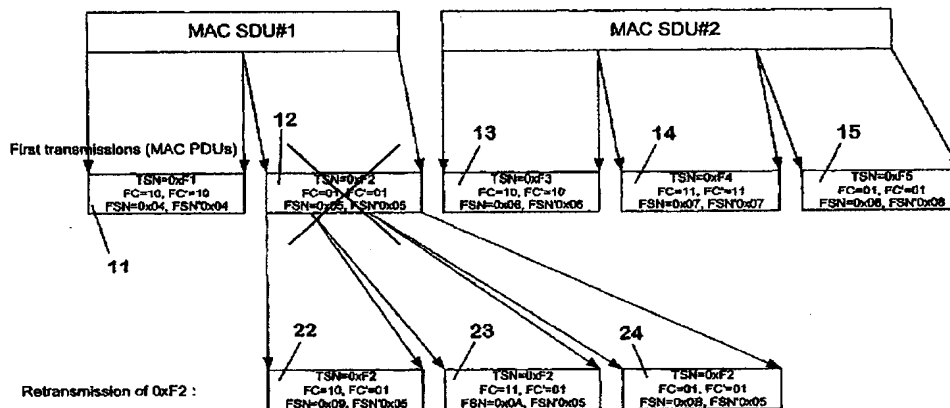 MAC SDU#1
MAC SDU#2
12
13
14
15
First transmissions (MAC PDUs)
TSN=0xF1
FC=10, FC'=10
FSN=0x04, FSN'0x04
TSN=0xF2
FC=01, FC'=01
FSN=0x05, FSN'0x05
TSN=0xF3
FC=10, FC'=10
FSN=0x06, FSN'0x06
TSN=0xF4
FC=11, FC'=11
FSN=0x07, FSN'0x07
TSN=0xF5
FC=01, FC'=01
FSN=0x08, FSN'0x08
11
22
23
24
Retransmission of 0xF2 :
TSN=0xF2
FC=10, FC'=01
FSN=0x09, FSN'0x05
TSN=0xF2
FC=11, FC'=01
FSN=0x0A, FSN'0x05
TSN=0xF2
FC=01, FC'=01
FSN=0x0B, FSN'0x05